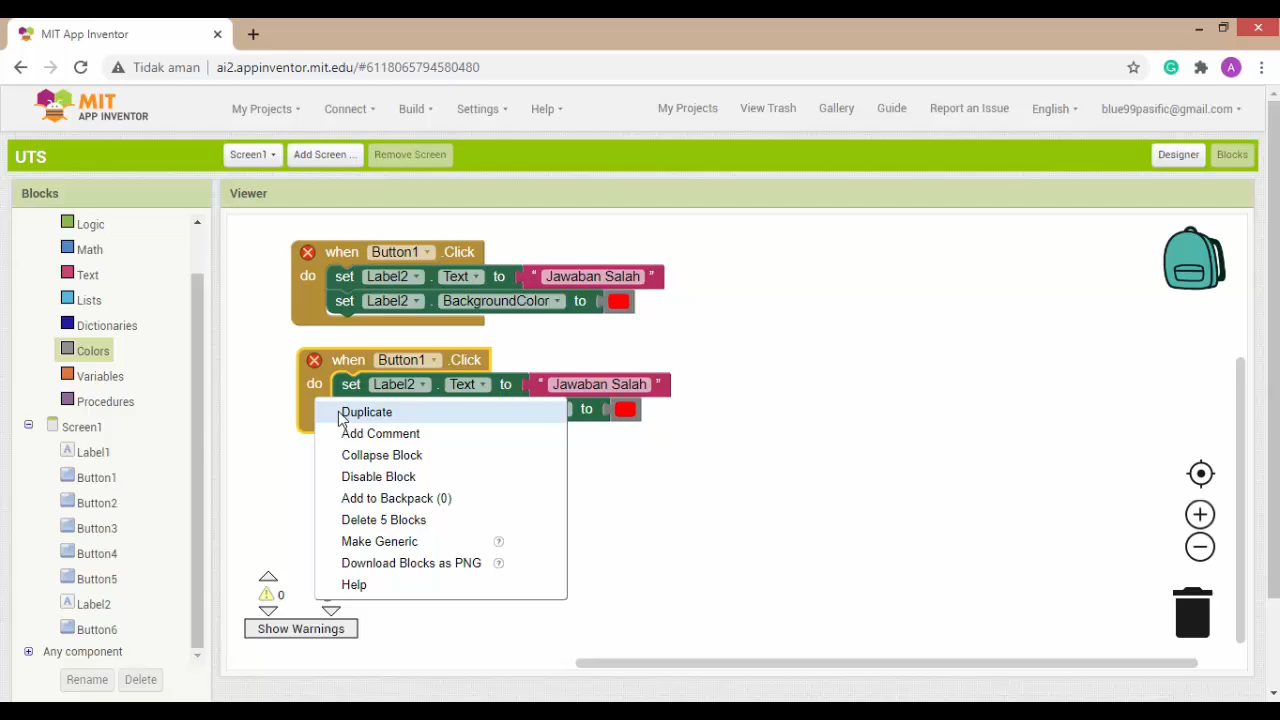 MIT App Inventor
Tidak aman
ai2.appinventor.mit.edu/#6118065794580480
A
MIT
APP INVENTOR
My Projects
Connect
Build
Settings
Help
My Projects
View Trash
Gallery
Guide
Report an Issue
English
blue99pasific@gmail.com
UTS
Screen1
Add Screen ...
Remove Screen
Designer
Blocks
Blocks
Viewer
Logic
Math
Text
Lists
Dictionaries
Colors
Variables
Procedures
Screen1
Label1
Button1
Button2
Button3
Button4
Button5
Label2
Button6
Any component
Rename
Delete
when Button1 .Click
do set Label2 . Text to " Jawaban Salah "
set Label2 . BackgroundColor to
when Button1 .Click
do set Label2 . Text to " Jawaban Salah "
to
Duplicate
Add Comment
Collapse Block
Disable Block
Add to Backpack (0)
Delete 5 Blocks
Make Generic ?
Download Blocks as PNG ?
Help
0
Show Warnings